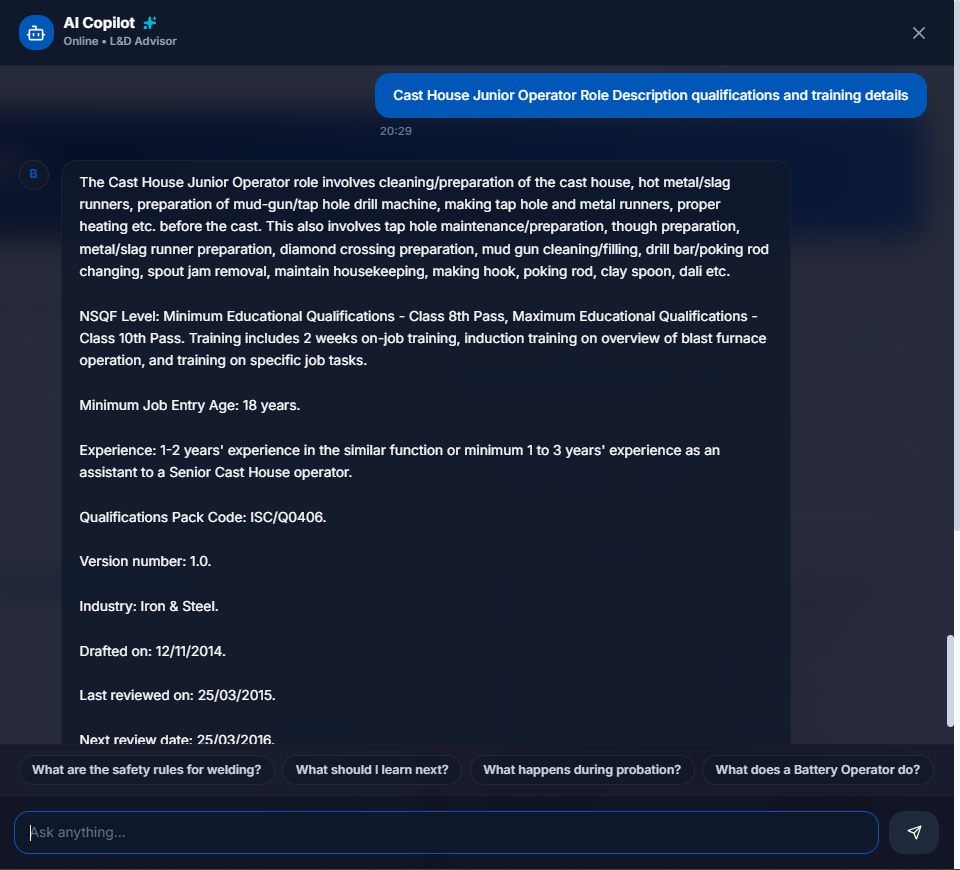 AI Copilot
Online • L&D Advisor
Cast House Junior Operator Role Description qualifications and training details
20:29
B
The Cast House Junior Operator role involves cleaning/preparation of the cast house, hot metal/slag
runners, preparation of mud-gun/tap hole drill machine, making tap hole and metal runners, proper
heating etc. before the cast. This also involves tap hole maintenance/preparation, though preparation,
metal/slag runner preparation, diamond crossing preparation, mud gun cleaning/filling, drill bar/poking rod
changing, spout jam removal, maintain housekeeping, making hook, poking rod, clay spoon, dali etc.
NSQF Level: Minimum Educational Qualifications - Class 8th Pass, Maximum Educational Qualifications -
Class 10th Pass. Training includes 2 weeks on-job training, induction training on overview of blast furnace
operation, and training on specific job tasks.
Minimum Job Entry Age: 18 years.
Experience: 1-2 years' experience in the similar function or minimum 1 to 3 years' experience as an
assistant to a Senior Cast House operator.
Qualifications Pack Code: ISC/Q0406.
Version number: 1.0.
Industry: Iron & Steel.
Drafted on: 12/11/2014.
Last reviewed on: 25/03/2015.
Next review date: 25/03/2016.
What are the safety rules for welding?
What should I learn next?
What happens during probation?
What does a Battery Operator do?
Ask anything...